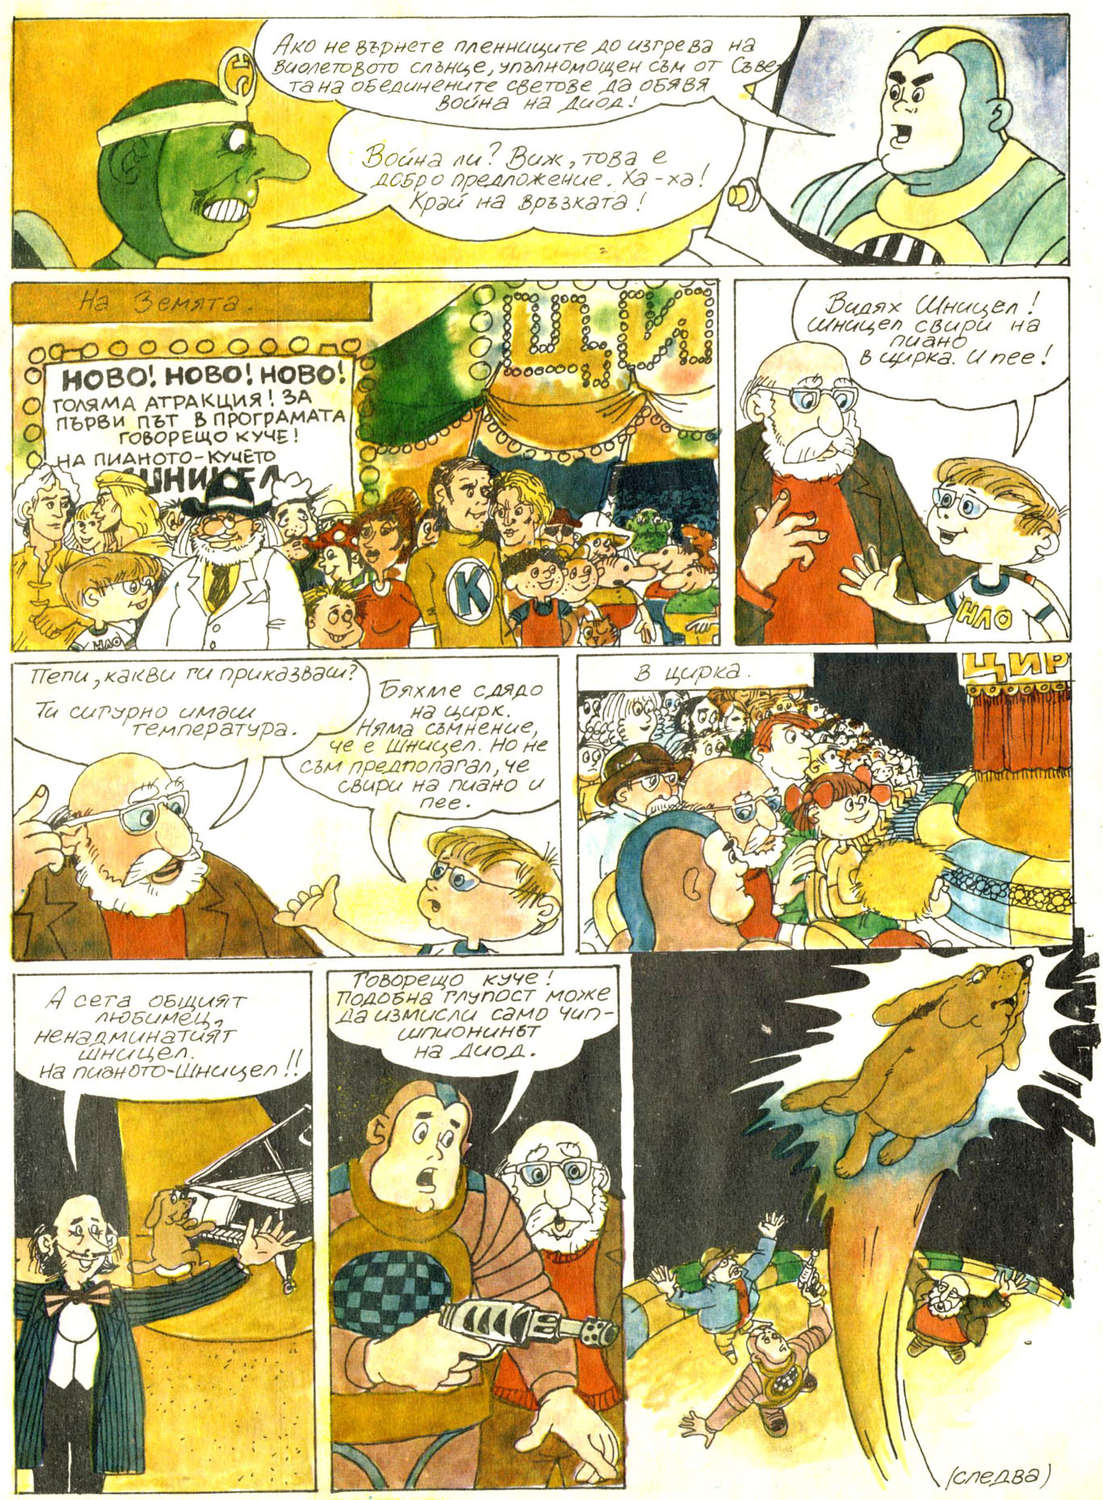 Ако не върнете пленниците до изгрева на
Виолетовото слънце, упълномощен съм от Съве-
та на обединените светове да обявя
война на Диод!
Война ли? Виж, това е
добро предложение. Ха-ха!
Край на връзката!
На Земята.
ЦИ
НОВО! НОВО! НОВО!
ГОЛЯМА АТРАКЦИЯ! ЗА
ПЪРВИ ПЪТ В ПРОГРАМАТА
ГОВОРЕЩО КУЧЕ!
НА ПИАНОТО-КУЧЕТО
ШНИЦЕЛ
К
НЛО
Видях Шницел!
Шницел свири на
пиано
в цирка. И пее!
НЛО
Пепи, какви ги приказваш?
Ти сигурно имаш
температура.
Бяхме с дядо
на цирк.
Няма съмнение,
че е Шницел. Но не
съм предполагал, че
свири на пиано и
пее.
В цирка.
ЦИР
А сега общият
любимец,
ненадминатият
Шницел.
На пианото-Шницел!!
Говорещо куче!
Подобна глупост може
да измисли само Чип-
шпионинът
на Диод.
(следва)